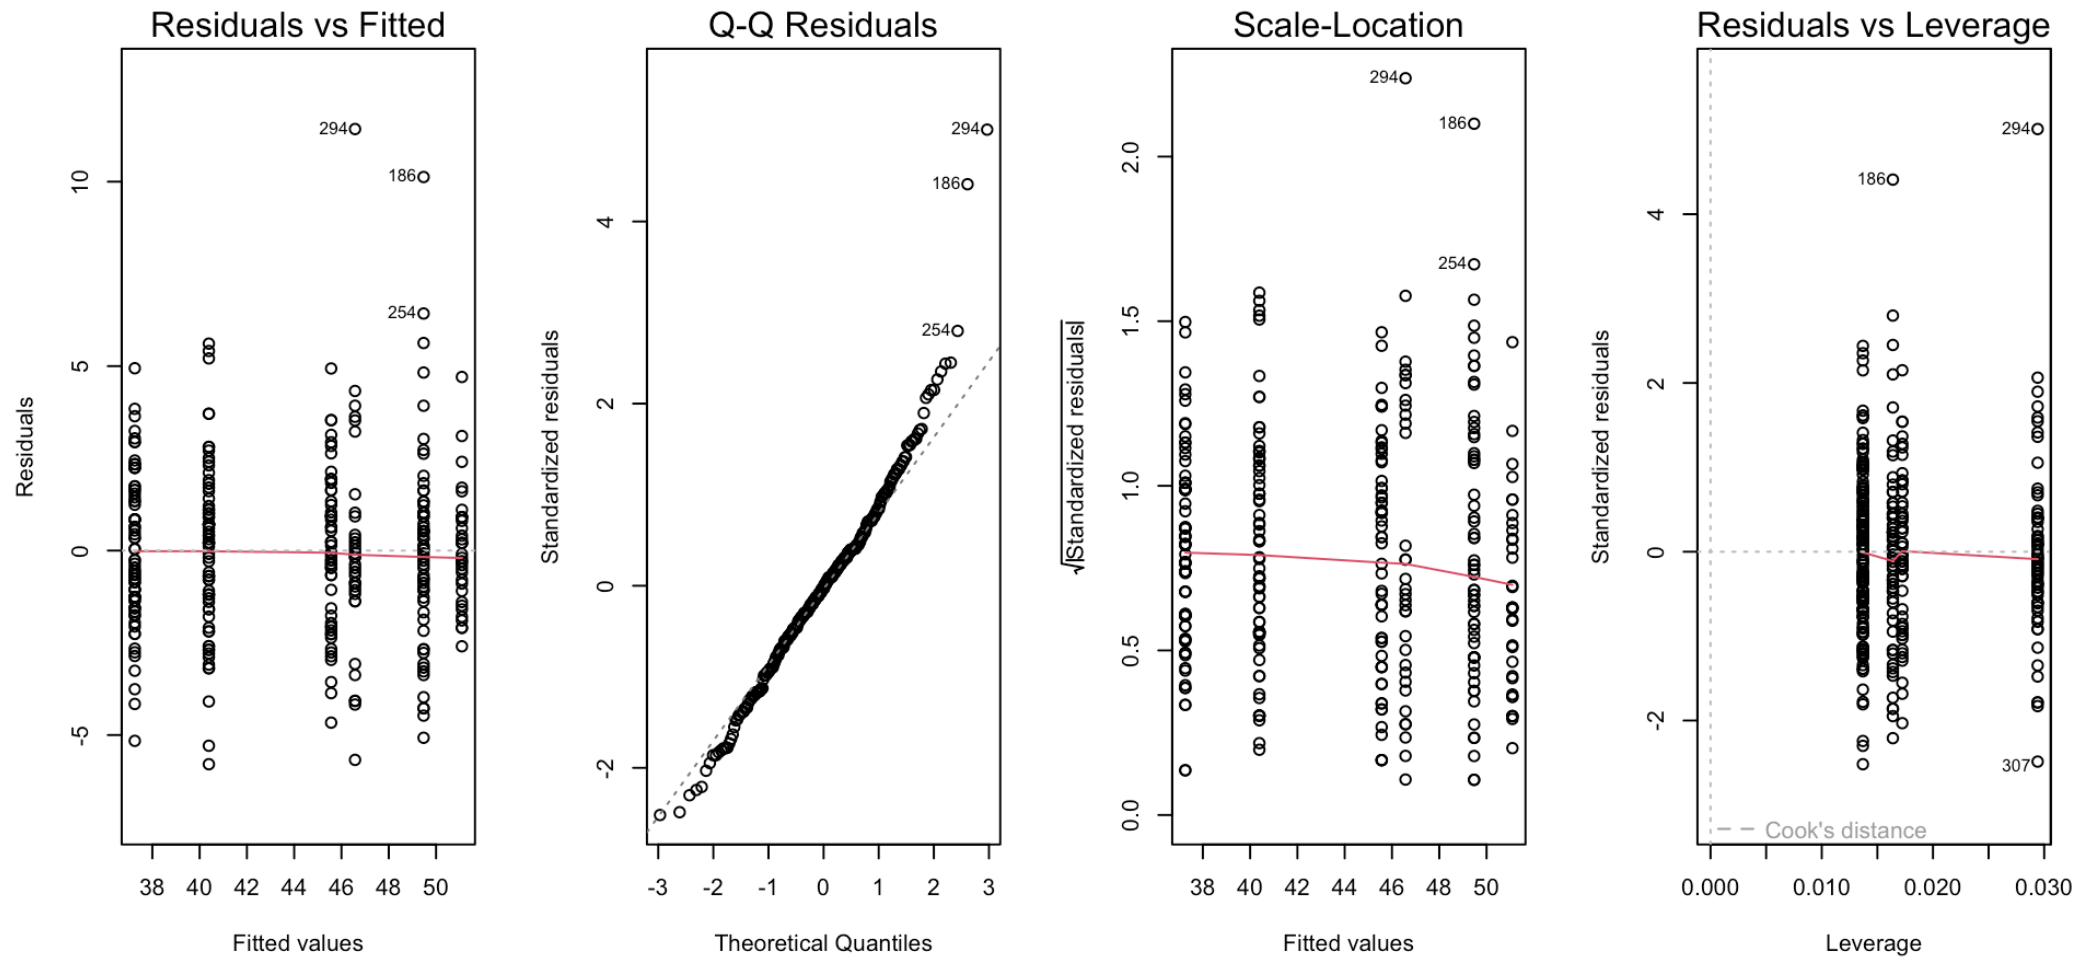 Residuals vs Fitted
Residuals
10
5
0
-5
294
186
254
38 40 42 44 46 48 50
Fitted values
Q-Q Residuals
Standardized residuals
4
2
0
-2
294
186
254
-3 -2 -1 0 1 2 3
Theoretical Quantiles
Scale-Location
√|Standardized residuals|
2.0
1.5
1.0
0.5
0.0
294
186
254
38 40 42 44 46 48 50
Fitted values
Residuals vs Leverage
Standardized residuals
4
2
0
-2
294
186
307
Cook's distance
0.000 0.010 0.020 0.030
Leverage